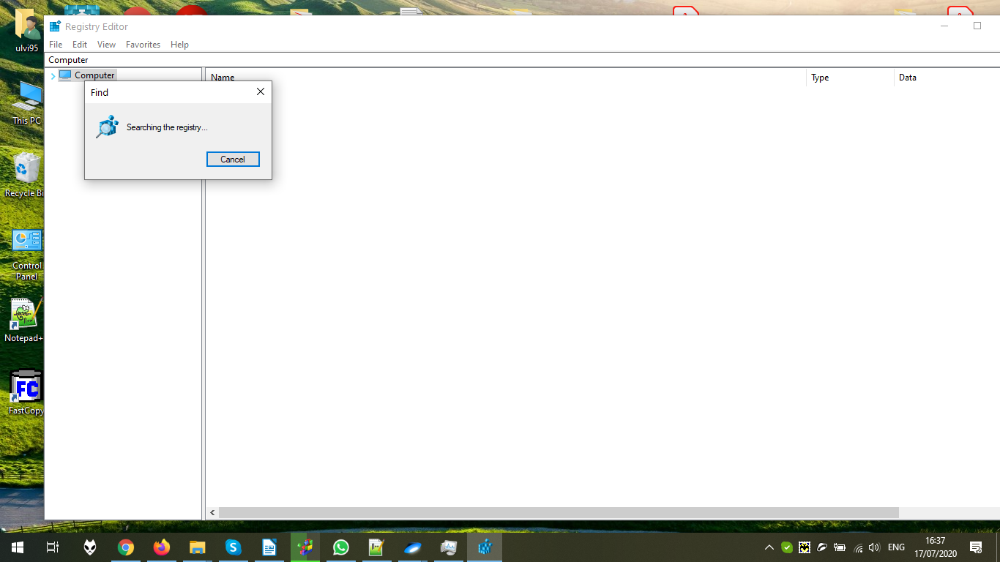 Registry Editor
File Edit View Favorites Help
Computer
Computer
Name Type Data
Find
Searching the registry...
Cancel
ulvi95
This PC
Recycle Bi
Control
Panel
Notepad+
FC
FastCopy
ENG
16:37
17/07/2020